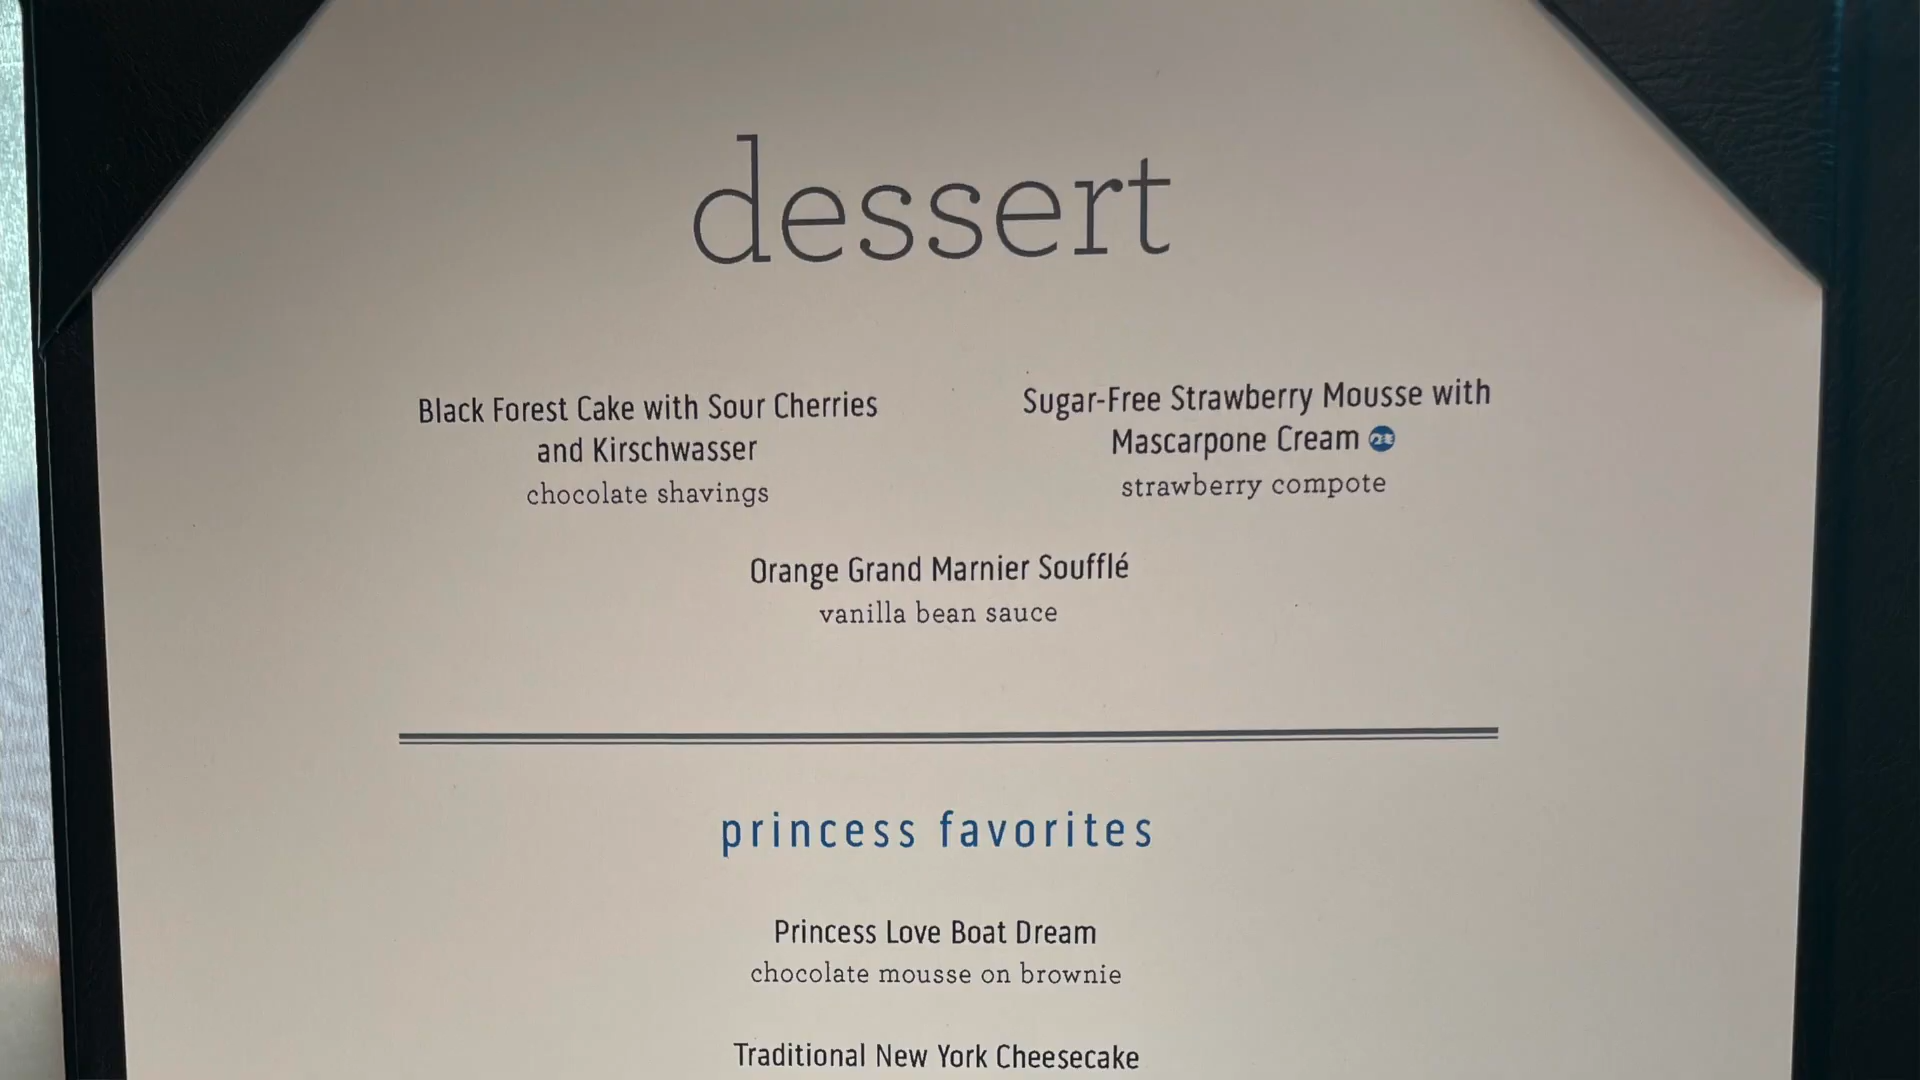 dessert
Black Forest Cake with Sour Cherries
and Kirschwasser
chocolate shavings
Sugar-Free Strawberry Mousse with
Mascarpone Cream
strawberry compote
Orange Grand Marnier Soufflé
vanilla bean sauce
princess favorites
Princess Love Boat Dream
chocolate mousse on brownie
Traditional New York Cheesecake